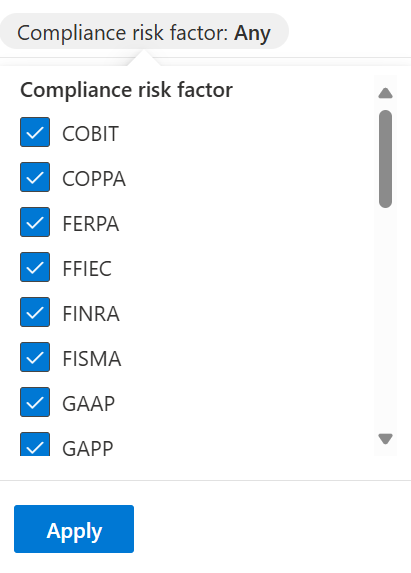 Compliance risk factor: Any
Compliance risk factor
COBIT
COPPA
FERPA
FFIEC
FINRA
FISMA
GAAP
GAPP
Apply